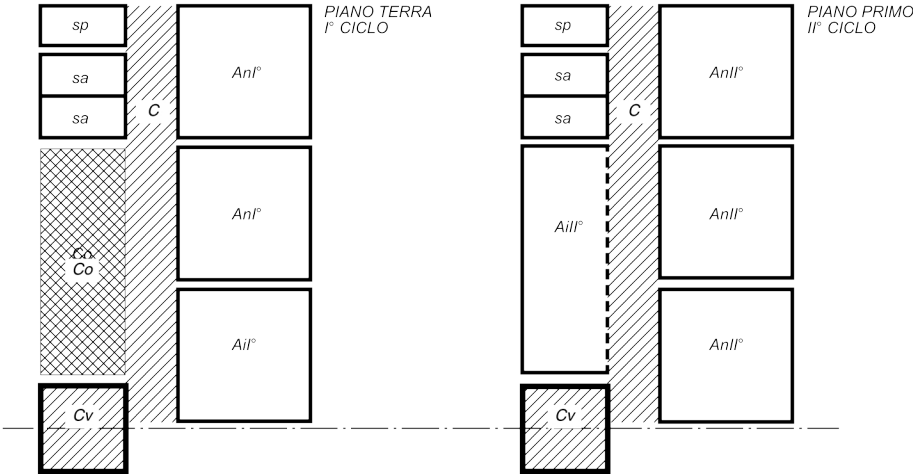 PIANO TERRA
I° CICLO
sp
sa
sa
C
AnI°
AnI°
Co
Co
AiI°
Cv
PIANO PRIMO
II° CICLO
sp
sa
sa
C
AnII°
AiII°
AnII°
AnII°
Cv